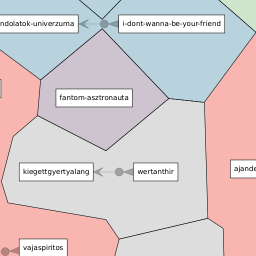 ndolatok-univerzuma
i-dont-wanna-be-your-friend
fantom-asztronauta
kiegettgyertyalang
wertanthir
ajande
vajaspiritos